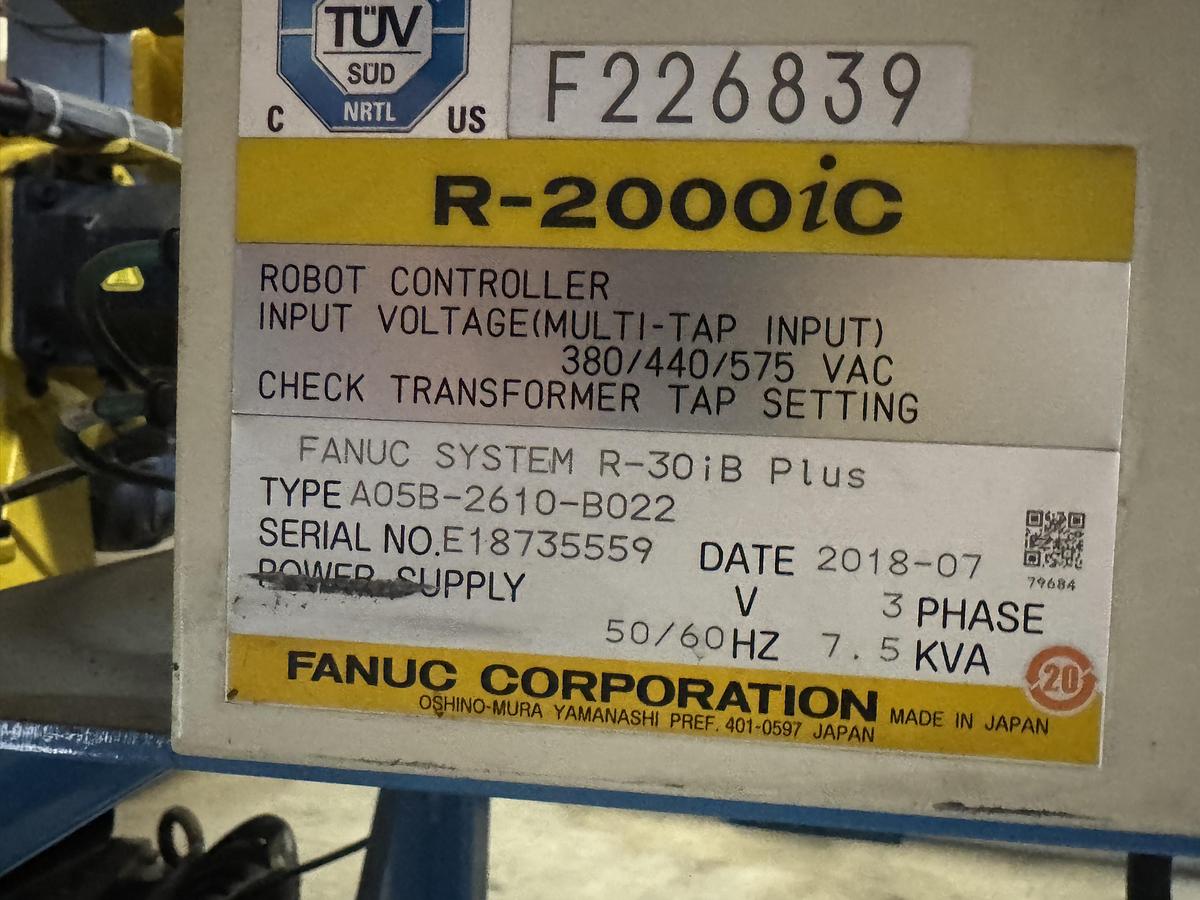 TÜV
SÜD
NRTL
C US
F226839
R-2000iC
ROBOT CONTROLLER
INPUT VOLTAGE(MULTI-TAP INPUT)
380/440/575 VAC
CHECK TRANSFORMER TAP SETTING
FANUC SYSTEM R-30iB Plus
TYPE A05B-2610-B022
SERIAL NO.E18735559 DATE 2018-07
79684
POWER SUPPLY V 3 PHASE
50/60HZ 7.5 KVA
20
FANUC CORPORATION
OSHINO-MURA YAMANASHI PREF. 401-0597 JAPAN MADE IN JAPAN